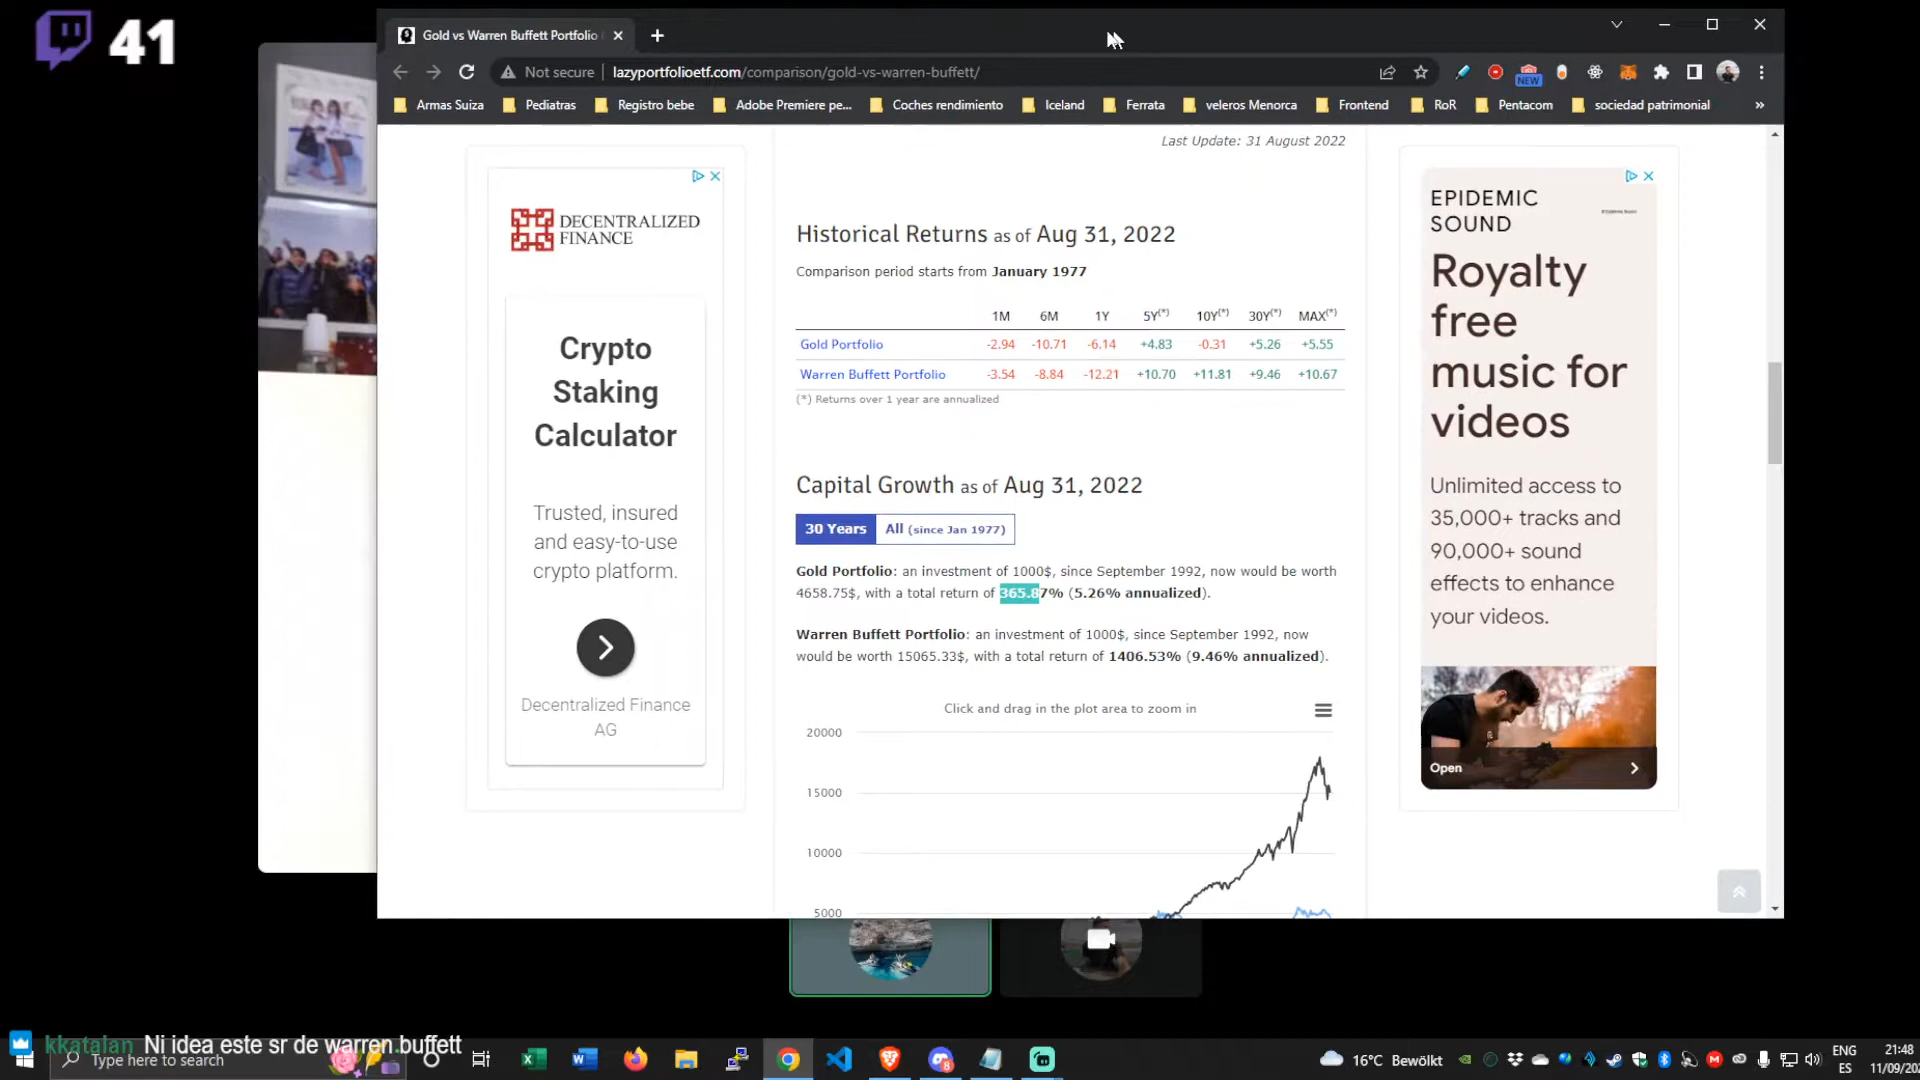 41
Gold vs Warren Buffett Portfolio
Not secure
lazyportfolioetf.com/comparison/gold-vs-warren-buffett/
NEW
Armas Suiza
Pediatras
Registro bebe
Adobe Premiere pe...
Coches rendimiento
Iceland
Ferrata
veleros Menorca
Frontend
RoR
Pentacom
sociedad patrimonial
»
Last Update: 31 August 2022
DECENTRALIZED
FINANCE
Crypto
Staking
Calculator
Trusted, insured
and easy-to-use
crypto platform.
Decentralized Finance
AG
Historical Returns as of Aug 31, 2022
Comparison period starts from January 1977
1M 6M 1Y 5Y(*) 10Y(*) 30Y(*) MAX(*)
Gold Portfolio -2.94 -10.71 -6.14 +4.83 -0.31 +5.26 +5.55
Warren Buffett Portfolio -3.54 -8.84 -12.21 +10.70 +11.81 +9.46 +10.67
(*) Returns over 1 year are annualized
Capital Growth as of Aug 31, 2022
30 Years All (since Jan 1977)
Gold Portfolio: an investment of 1000$, since September 1992, now would be worth
4658.75$, with a total return of 365.87% (5.26% annualized).
Warren Buffett Portfolio: an investment of 1000$, since September 1992, now
would be worth 15065.33$, with a total return of 1406.53% (9.46% annualized).
Click and drag in the plot area to zoom in
20000
15000
10000
5000
EPIDEMIC
SOUND
Royalty
free
music for
videos
Unlimited access to
35,000+ tracks and
90,000+ sound
effects to enhance
your videos.
Open
kkatalan Ni idea este sr de warren buffett
Type here to search
16°C Bewölkt
ENG
ES
21:48
11/09/20